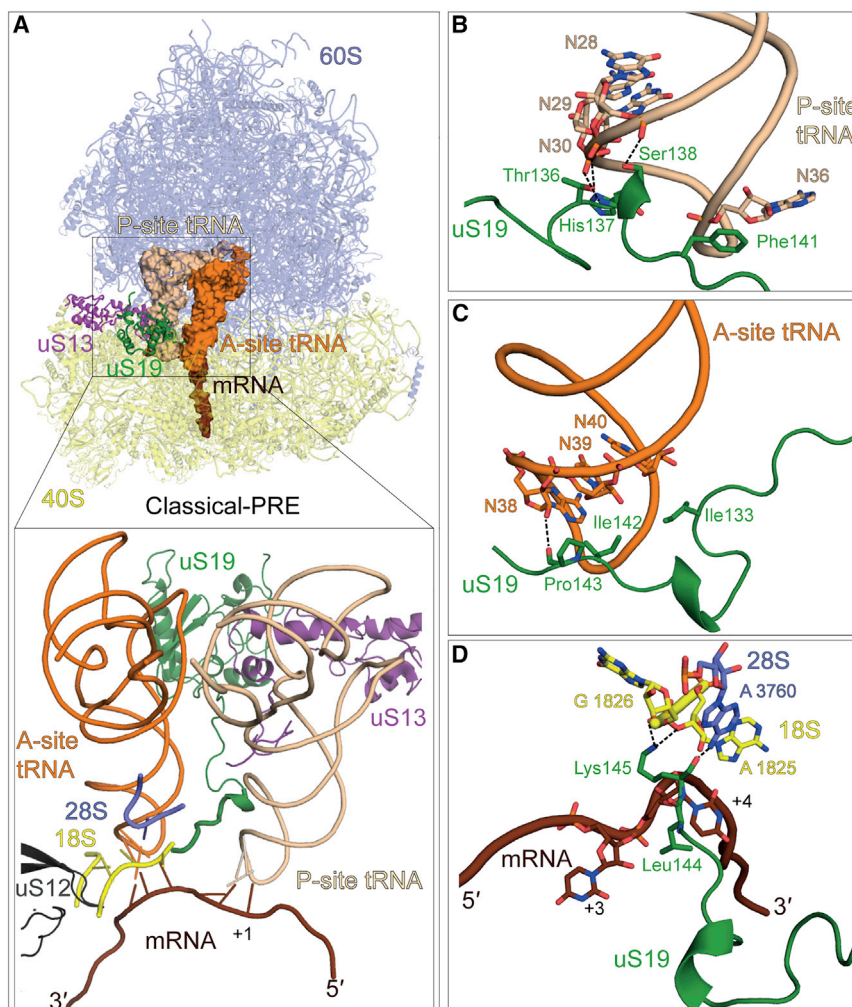 A
60S
P-site tRNA
uS13
uS19
A-site tRNA
mRNA
40S
Classical-PRE
uS19
uS13
A-site
tRNA
28S
18S
uS12
P-site tRNA
mRNA
+1
3′
5′
B
N28
P-site
tRNA
N29
N30
Ser138
N36
Thr136
uS19
His137
Phe141
C
A-site tRNA
N40
N39
N38
Ile142
Ile133
uS19
Pro143
D
28S
G 1826
A 3760
18S
Lys145
A 1825
+4
mRNA
Leu144
5′
+3
3′
uS19